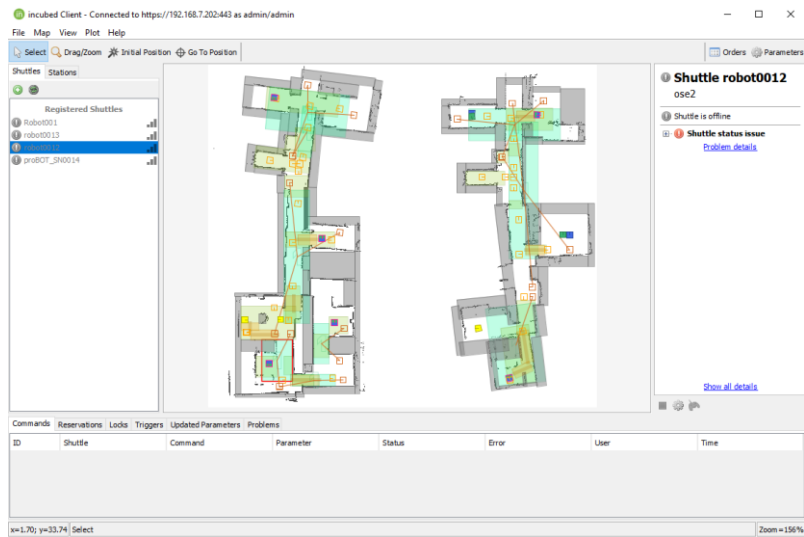 incubed Client - Connected to https://192.168.7.202:443 as admin/admin
File Map View Plot Help
Select Drag/Zoom Initial Position Go To Position Orders Parameters
Shuttles Stations
Registered Shuttles
Robot001
robot0013
robot0012
proBOT_SN0014
Shuttle robot0012
ose2
Shuttle is offline
Shuttle status issue
Problem details
Show all details
Commands Reservations Locks Triggers Updated Parameters Problems
ID Shuttle Command Parameter Status Error User Time
x=1.70; y=33.74 Select Zoom=156%